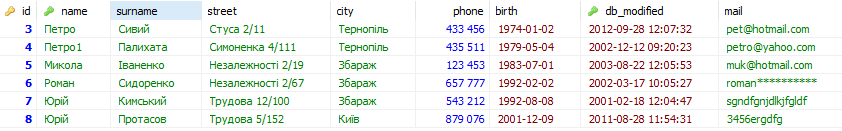 id name surname street city phone birth db_modified mail
3 Петро Сивий Стуса 2/11 Тернопіль 433 456 1974-01-02 2012-09-28 12:07:32 pet@hotmail.com
4 Петро1 Палихата Симоненка 4/111 Тернопіль 435 511 1979-05-04 2002-12-12 09:20:23 petro@yahoo.com
5 Микола Іваненко Незалежності 2/19 Збараж 123 453 1983-07-01 2003-08-22 12:05:53 muk@hotmail.com
6 Роман Сидоренко Незалежності 2/67 Збараж 657 777 1992-02-02 2002-03-17 10:05:27 roman**********
7 Юрій Кимський Трудова 12/100 Збараж 543 212 1992-08-08 2001-02-18 12:04:47 sgndfgnjdlkjfgldf
8 Юрій Протасов Трудова 5/152 Київ 879 076 2001-12-09 2011-08-28 11:54:31 3456ergdfg